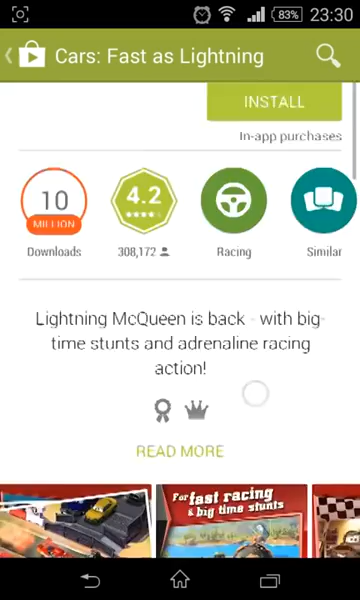 83%
23:30
Cars: Fast as Lightning
INSTALL
In-app purchases
10
MILLION
4.2
Downloads
308,172
Racing
Similar
Lightning McQueen is back - with big-
time stunts and adrenaline racing
action!
READ MORE
For fast racing
& big time stunts